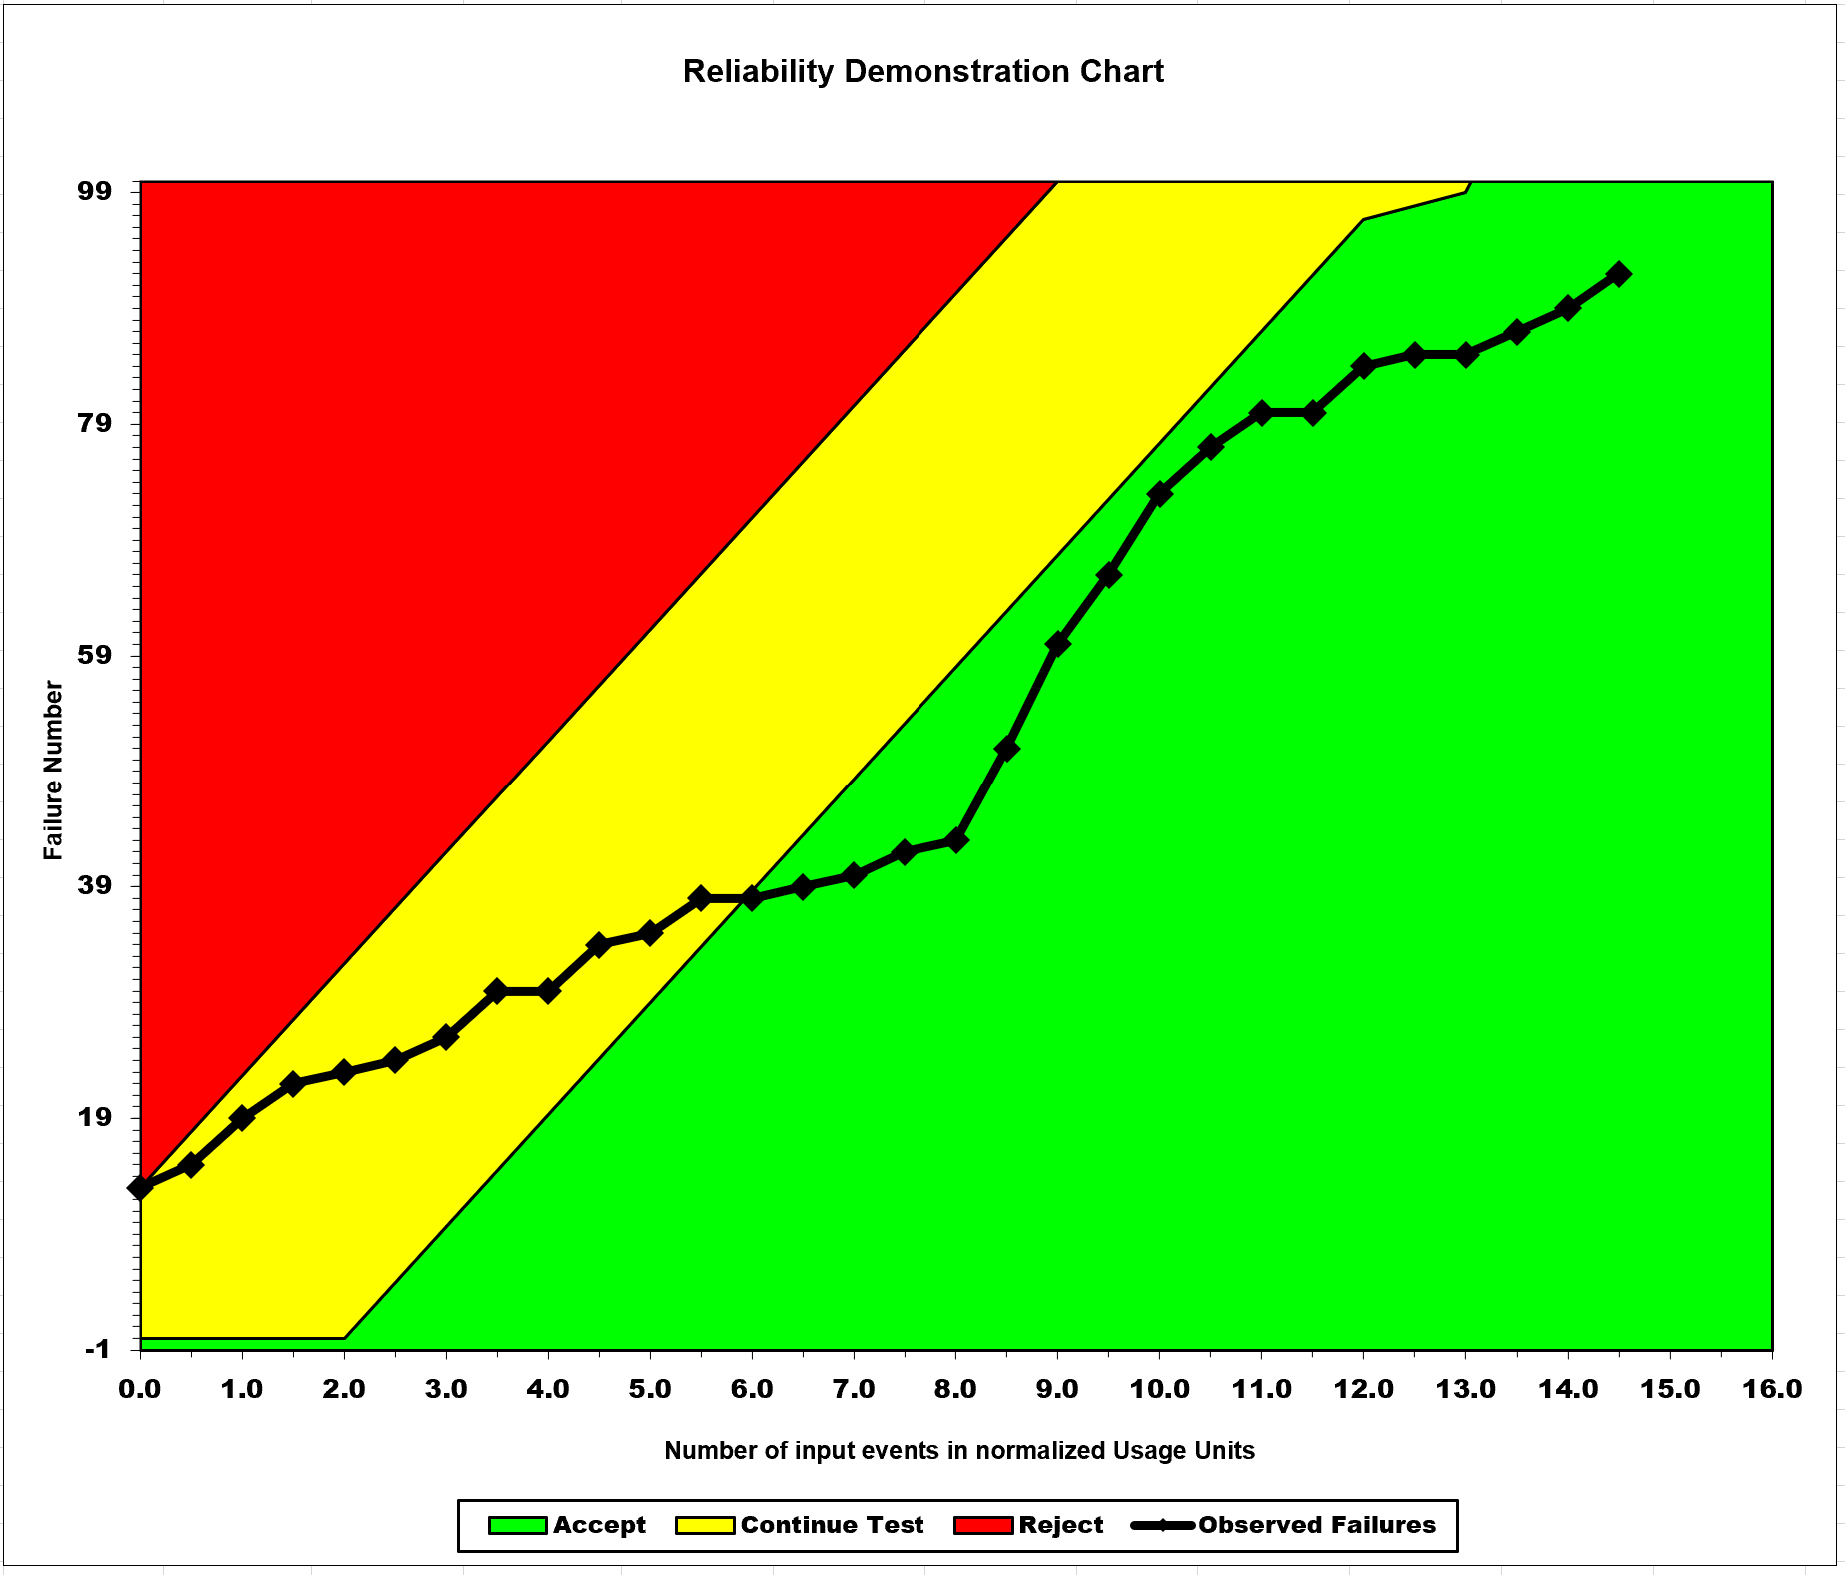 Reliability Demonstration Chart
99
79
59
39
19
-1
Failure Number
0.0 1.0 2.0 3.0 4.0 5.0 6.0 7.0 8.0 9.0 10.0 11.0 12.0 13.0 14.0 15.0 16.0
Number of input events in normalized Usage Units
Accept Continue Test Reject Observed Failures